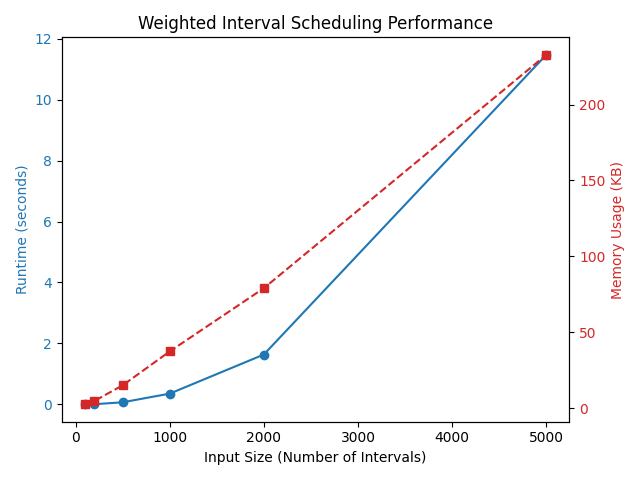 Weighted Interval Scheduling Performance
12
10
8
6
4
2
0
Runtime (seconds)
200
150
100
50
0
Memory Usage (KB)
0 1000 2000 3000 4000 5000
Input Size (Number of Intervals)